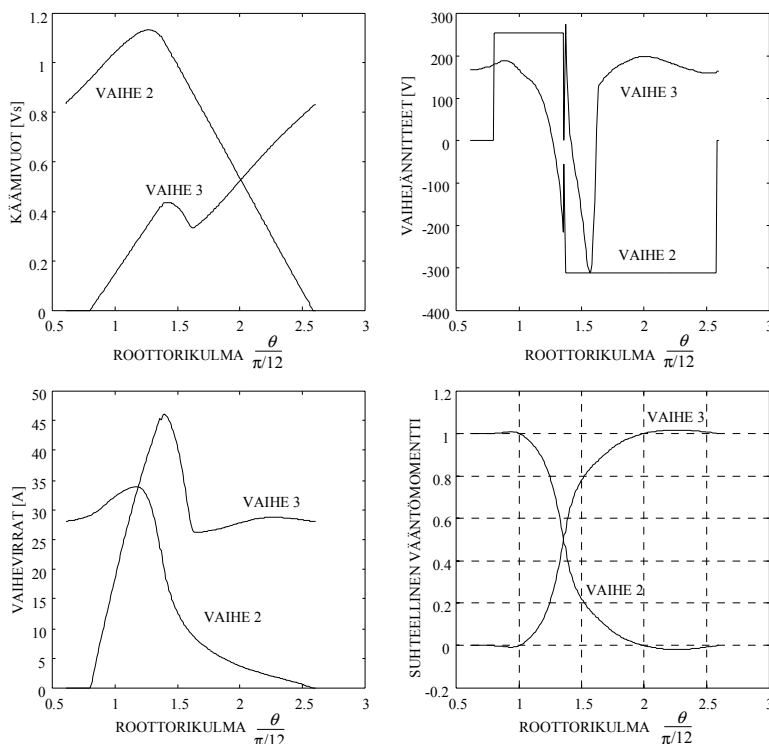 KÄÄMIVUOT [Vs]
1.2
1
0.8
0.6
0.4
0.2
0
VAIHE 2
VAIHE 3
0.5 1 1.5 2 2.5 3
ROOTTORIKULMA θ
π/12
VAIHEJÄNNITTEET [V]
300
200
100
0
-100
-200
-300
-400
VAIHE 3
VAIHE 2
0.5 1 1.5 2 2.5 3
ROOTTORIKULMA θ
π/12
VAIHEVIRRAT [A]
50
45
40
35
30
25
20
15
10
5
0
VAIHE 3
VAIHE 2
0.5 1 1.5 2 2.5 3
ROOTTORIKULMA θ
π/12
SUHTEELLINEN VÄÄNTÖMOMENTTI
1.2
1
0.8
0.6
0.4
0.2
0
-0.2
VAIHE 3
VAIHE 2
0.5 1 1.5 2 2.5 3
ROOTTORIKULMA θ
π/12